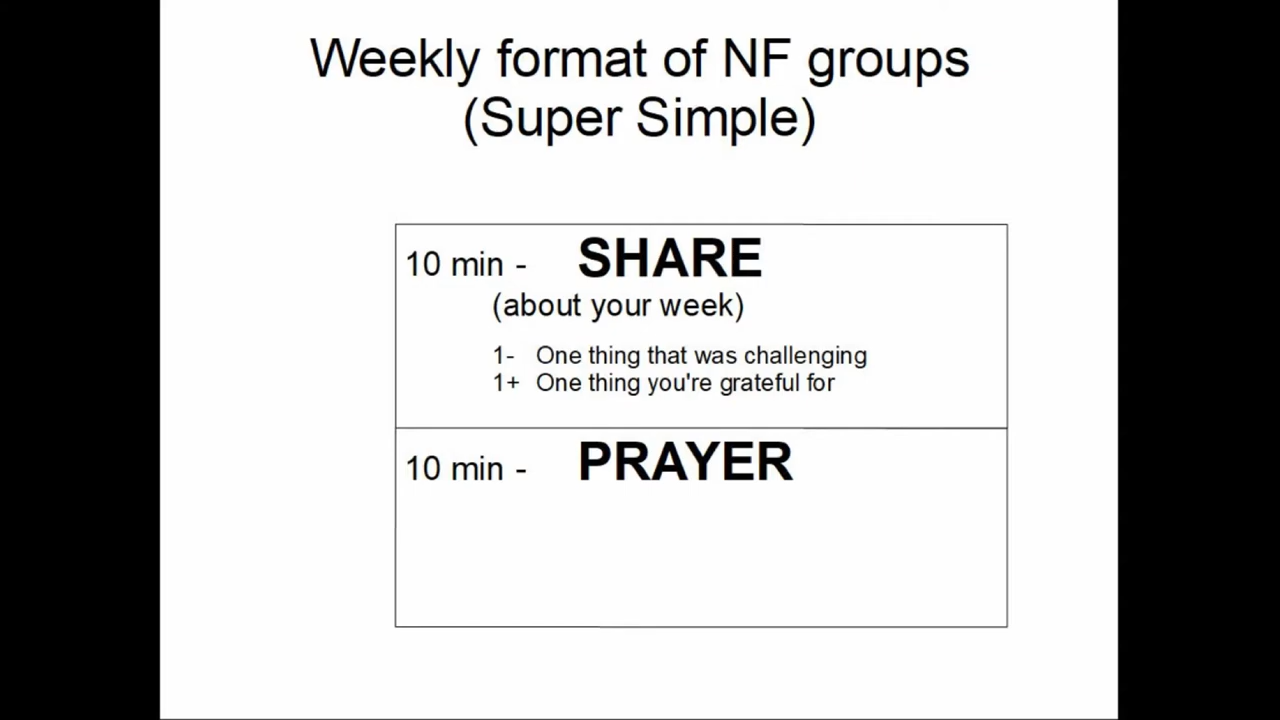 Weekly format of NF groups
(Super Simple)
10 min - SHARE
(about your week)
1- One thing that was challenging
1+ One thing you're grateful for
10 min - PRAYER